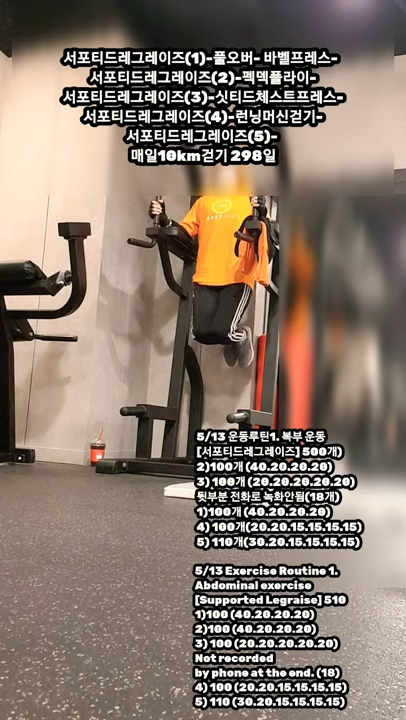 서포티드레그레이즈(1)-풀오버- 바벨프레스-
서포티드레그레이즈(2)-펙덱플라이-
서포티드레그레이즈(3)-싯티드체스트프레스-
서포티드레그레이즈(4)-런닝머신걷기-
서포티드레그레이즈(5)-
매일10km걷기 298일
5/13 운동루틴1. 복부 운동
[서포티드레그레이즈] 500개)
2)100개 (40.20.20.20)
3) 100개 (20.20.20.20.20)
뒷부분 전화로 녹화안됨(18개)
1)100개 (40.20.20.20)
4) 100개(20.20.15.15.15.15)
5) 110개(30.20.15.15.15.15)
5/13 Exercise Routine 1.
Abdominal exercise
[Supported Legraise] 510
1)100 (40.20.20.20)
2)100 (40.20.20.20)
3) 100 (20.20.20.20.20)
Not recorded
by phone at the end. (18)
4) 100 (20.20.15.15.15.15)
5) 110 (30.20.15.15.15.15)